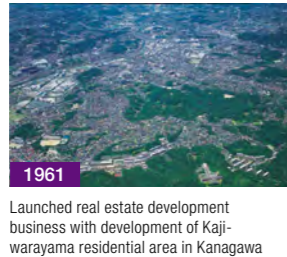 1961
Launched real estate development
business with development of Kaji-
warayama residential area in Kanagawa